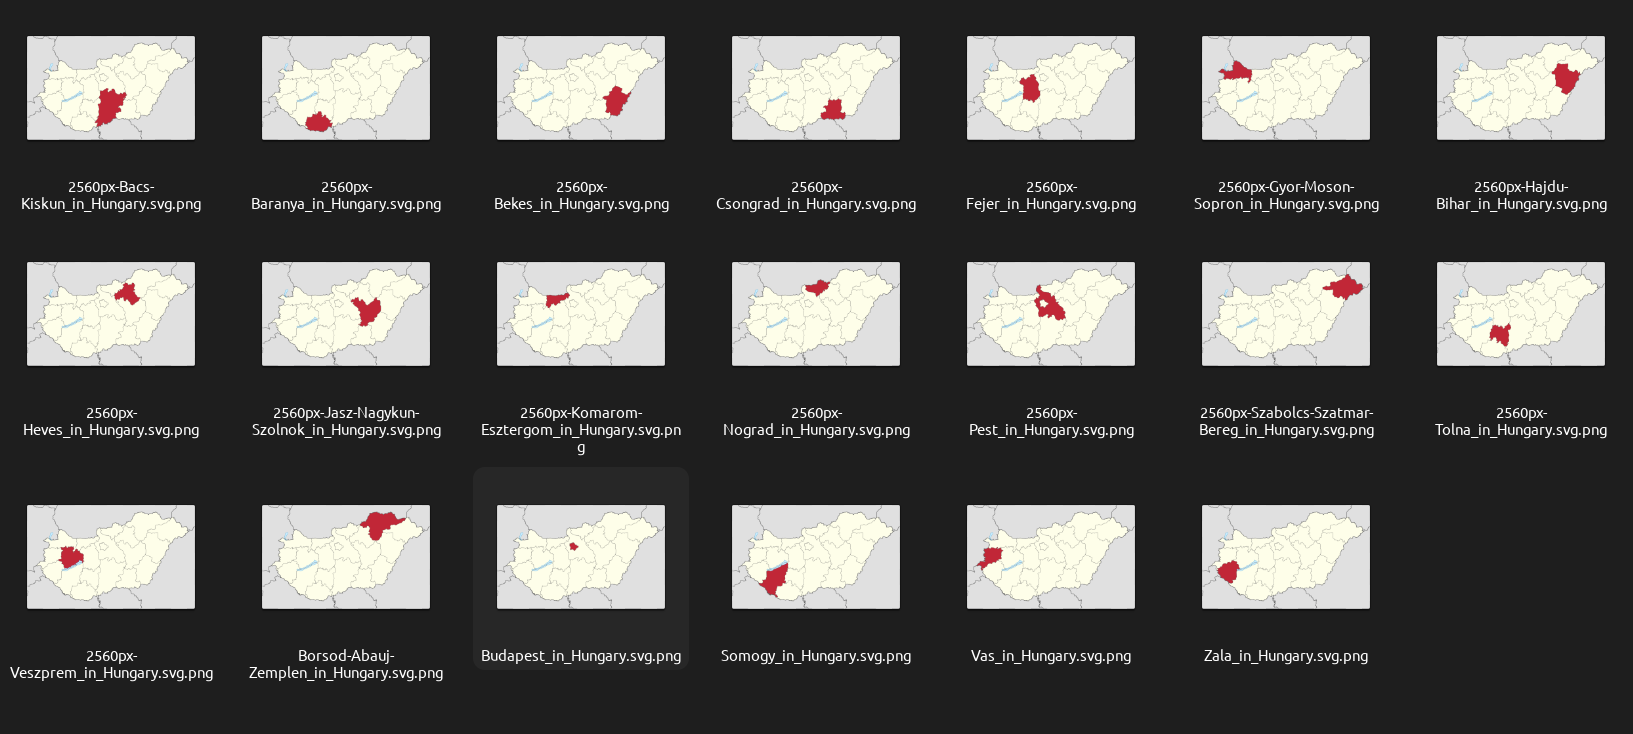 2560px-Bacs-
Kiskun_in_Hungary.svg.png
2560px-
Baranya_in_Hungary.svg.png
2560px-
Bekes_in_Hungary.svg.png
2560px-
Csongrad_in_Hungary.svg.png
2560px-
Fejer_in_Hungary.svg.png
2560px-Gyor-Moson-
Sopron_in_Hungary.svg.png
2560px-Hajdu-
Bihar_in_Hungary.svg.png
2560px-
Heves_in_Hungary.svg.png
2560px-Jasz-Nagykun-
Szolnok_in_Hungary.svg.png
2560px-Komarom-
Esztergom_in_Hungary.svg.pn
g
2560px-
Nograd_in_Hungary.svg.png
2560px-
Pest_in_Hungary.svg.png
2560px-Szabolcs-Szatmar-
Bereg_in_Hungary.svg.png
2560px-
Tolna_in_Hungary.svg.png
2560px-
Veszprem_in_Hungary.svg.png
Borsod-Abauj-
Zemplen_in_Hungary.svg.png
Budapest_in_Hungary.svg.png
Somogy_in_Hungary.svg.png
Vas_in_Hungary.svg.png
Zala_in_Hungary.svg.png